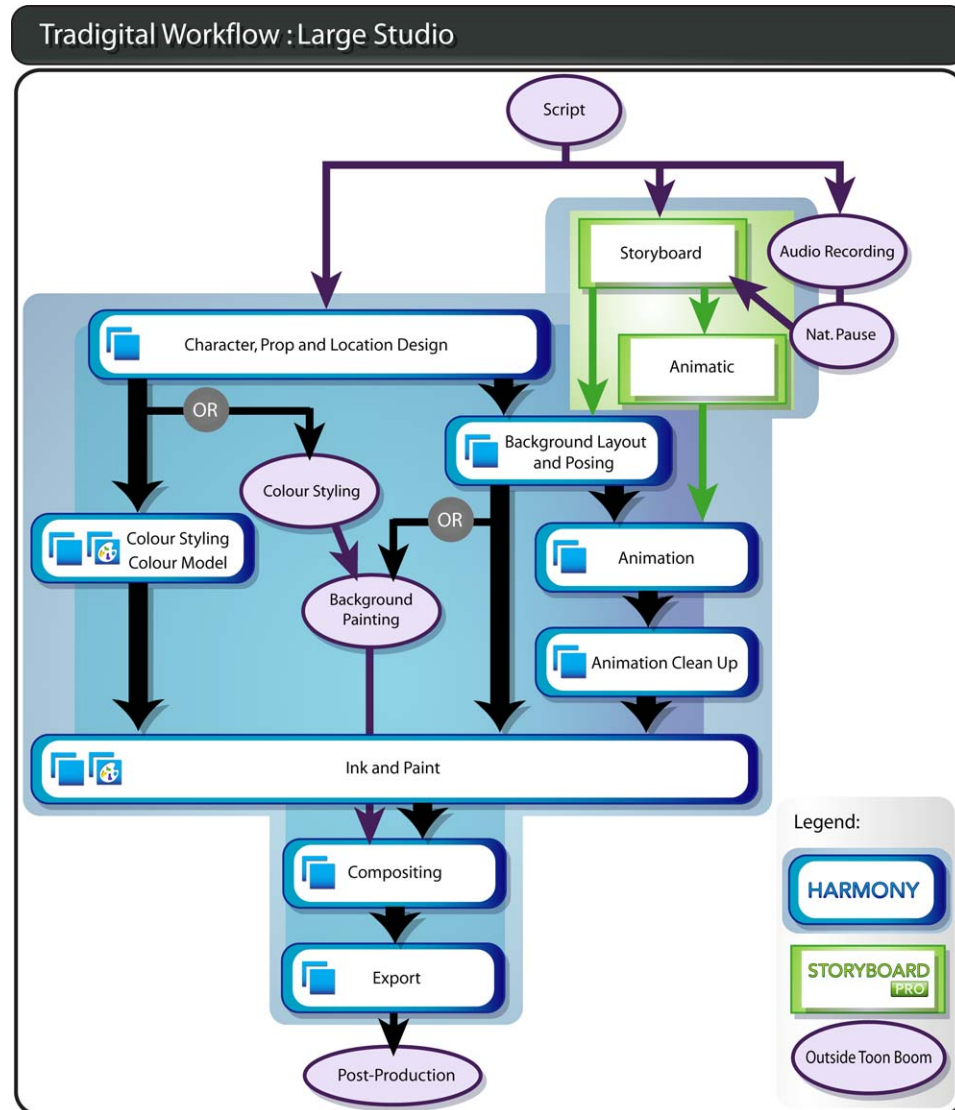 Tradigital Workflow : Large Studio
Script
Storyboard
Audio Recording
Nat. Pause
Character, Prop and Location Design
Animatic
OR
Background Layout
and Posing
Colour Styling
OR
Colour Styling
Colour Model
Animation
Background
Painting
Animation Clean Up
Ink and Paint
Compositing
Export
Post-Production
Legend:
HARMONY
STORYBOARD
PRO
Outside Toon Boom